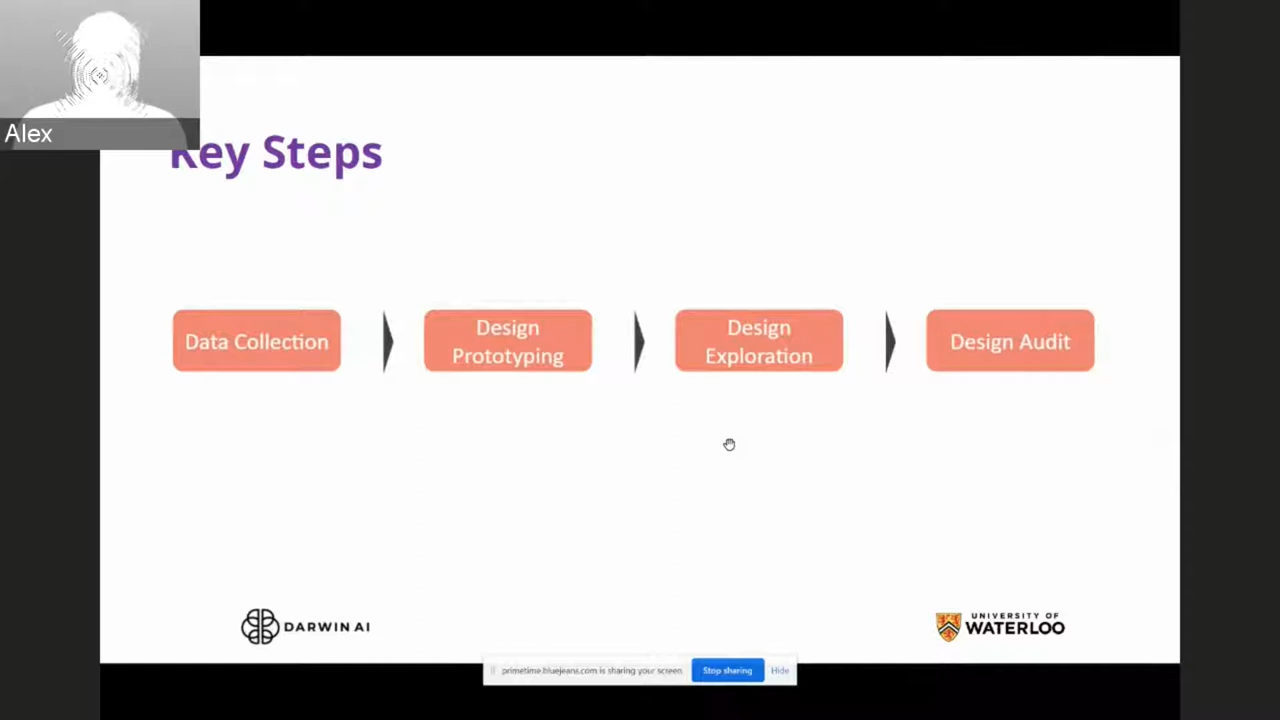 Alex
Key Steps
Data Collection
Design
Prototyping
Design
Exploration
Design Audit
DARWIN AI
UNIVERSITY OF
WATERLOO
primetime.bluejeans.com is sharing your screen.
Stop sharing
Hide